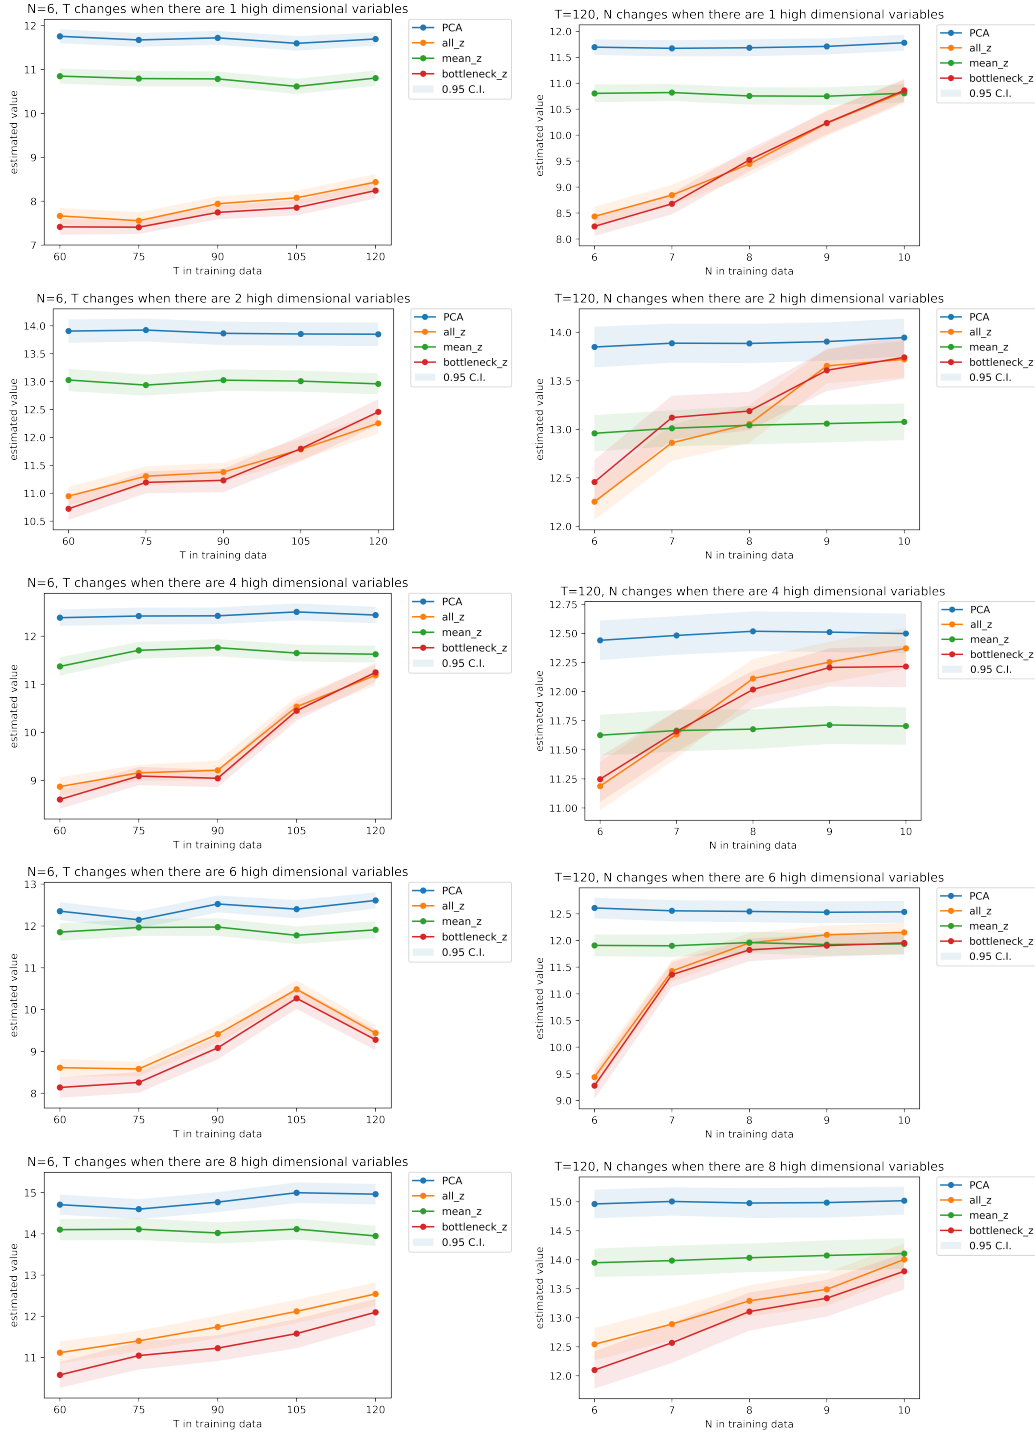 N=6, T changes when there are 1 high dimensional variables
12
11
10
9
8
7
60 75 90 105 120
T in training data
estimated value
PCA
all_z
mean_z
bottleneck_z
0.95 C.I.
T=120, N changes when there are 1 high dimensional variables
12.0
11.5
11.0
10.5
10.0
9.5
9.0
8.5
8.0
6 7 8 9 10
N in training data
estimated value
PCA
all_z
mean_z
bottleneck_z
0.95 C.I.
N=6, T changes when there are 2 high dimensional variables
14.0
13.5
13.0
12.5
12.0
11.5
11.0
10.5
60 75 90 105 120
T in training data
estimated value
PCA
all_z
mean_z
bottleneck_z
0.95 C.I.
T=120, N changes when there are 2 high dimensional variables
14.0
13.5
13.0
12.5
12.0
6 7 8 9 10
N in training data
estimated value
PCA
all_z
mean_z
bottleneck_z
0.95 C.I.
N=6, T changes when there are 4 high dimensional variables
12
11
10
9
60 75 90 105 120
T in training data
estimated value
PCA
all_z
mean_z
bottleneck_z
0.95 C.I.
T=120, N changes when there are 4 high dimensional variables
12.75
12.50
12.25
12.00
11.75
11.50
11.25
11.00
6 7 8 9 10
N in training data
estimated value
PCA
all_z
mean_z
bottleneck_z
0.95 C.I.
N=6, T changes when there are 6 high dimensional variables
13
12
11
10
9
8
60 75 90 105 120
T in training data
estimated value
PCA
all_z
mean_z
bottleneck_z
0.95 C.I.
T=120, N changes when there are 6 high dimensional variables
12.5
12.0
11.5
11.0
10.5
10.0
9.5
9.0
6 7 8 9 10
N in training data
estimated value
PCA
all_z
mean_z
bottleneck_z
0.95 C.I.
N=6, T changes when there are 8 high dimensional variables
15
14
13
12
11
60 75 90 105 120
T in training data
estimated value
PCA
all_z
mean_z
bottleneck_z
0.95 C.I.
T=120, N changes when there are 8 high dimensional variables
15.0
14.5
14.0
13.5
13.0
12.5
12.0
6 7 8 9 10
N in training data
estimated value
PCA
all_z
mean_z
bottleneck_z
0.95 C.I.